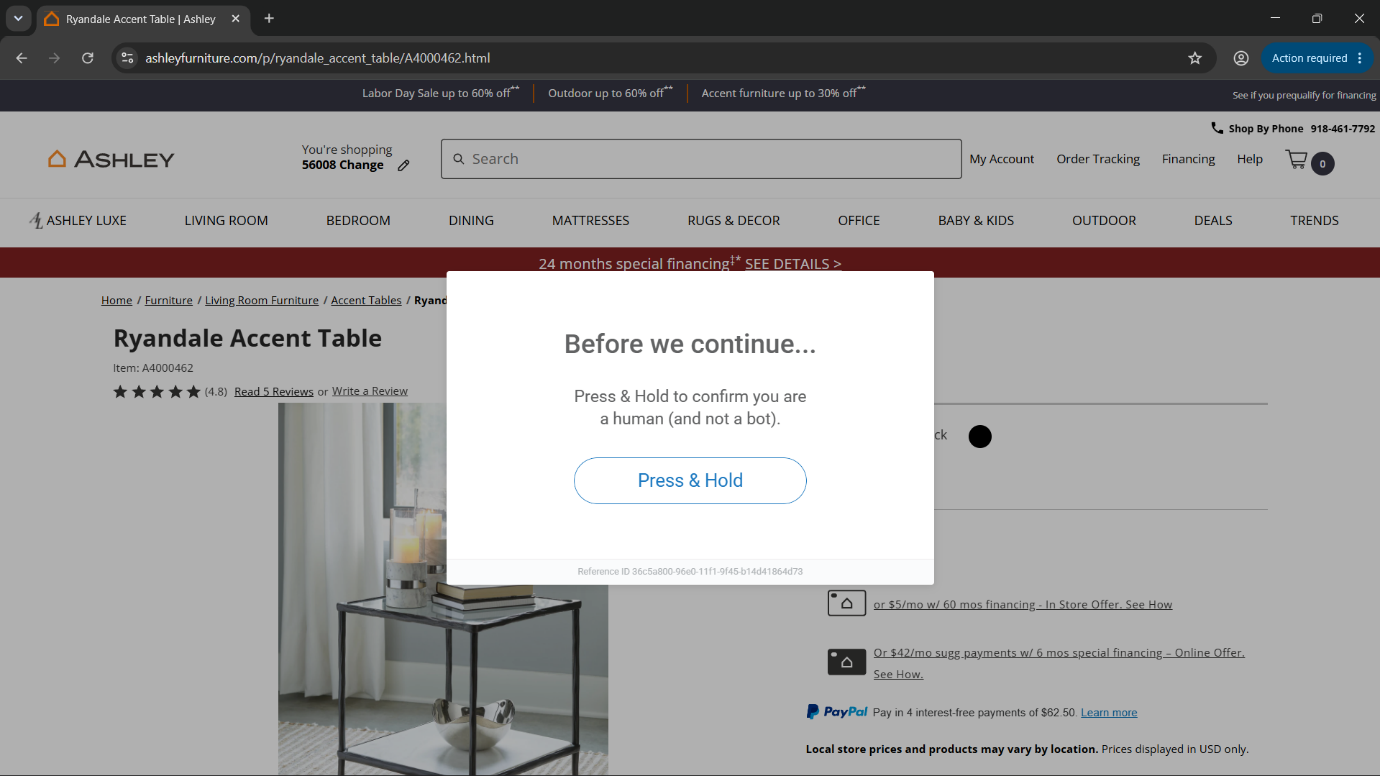 Ryandale Accent Table | Ashley
ashleyfurniture.com/p/ryandale_accent_table/A4000462.html
Action required
Labor Day Sale up to 60% off**
Outdoor up to 60% off**
Accent furniture up to 30% off**
See if you prequalify for financing
Shop By Phone 918-461-7792
ASHLEY
You're shopping
56008 Change
Search
My Account
Order Tracking
Financing
Help
0
AL ASHLEY LUXE
LIVING ROOM
BEDROOM
DINING
MATTRESSES
RUGS & DECOR
OFFICE
BABY & KIDS
OUTDOOR
DEALS
TRENDS
24 months special financing‡* SEE DETAILS >
Home / Furniture / Living Room Furniture / Accent Tables / Ryand
Ryandale Accent Table
Item: A4000462
(4.8) Read 5 Reviews or Write a Review
Before we continue...
Press & Hold to confirm you are
a human (and not a bot).
Press & Hold
Reference ID 36c5a800-96e0-11f1-9f45-b14d41864d73
ck
or $5/mo w/ 60 mos financing - In Store Offer. See How
Or $42/mo sugg payments w/ 6 mos special financing – Online Offer.
See How.
PayPal Pay in 4 interest-free payments of $62.50. Learn more
Local store prices and products may vary by location. Prices displayed in USD only.